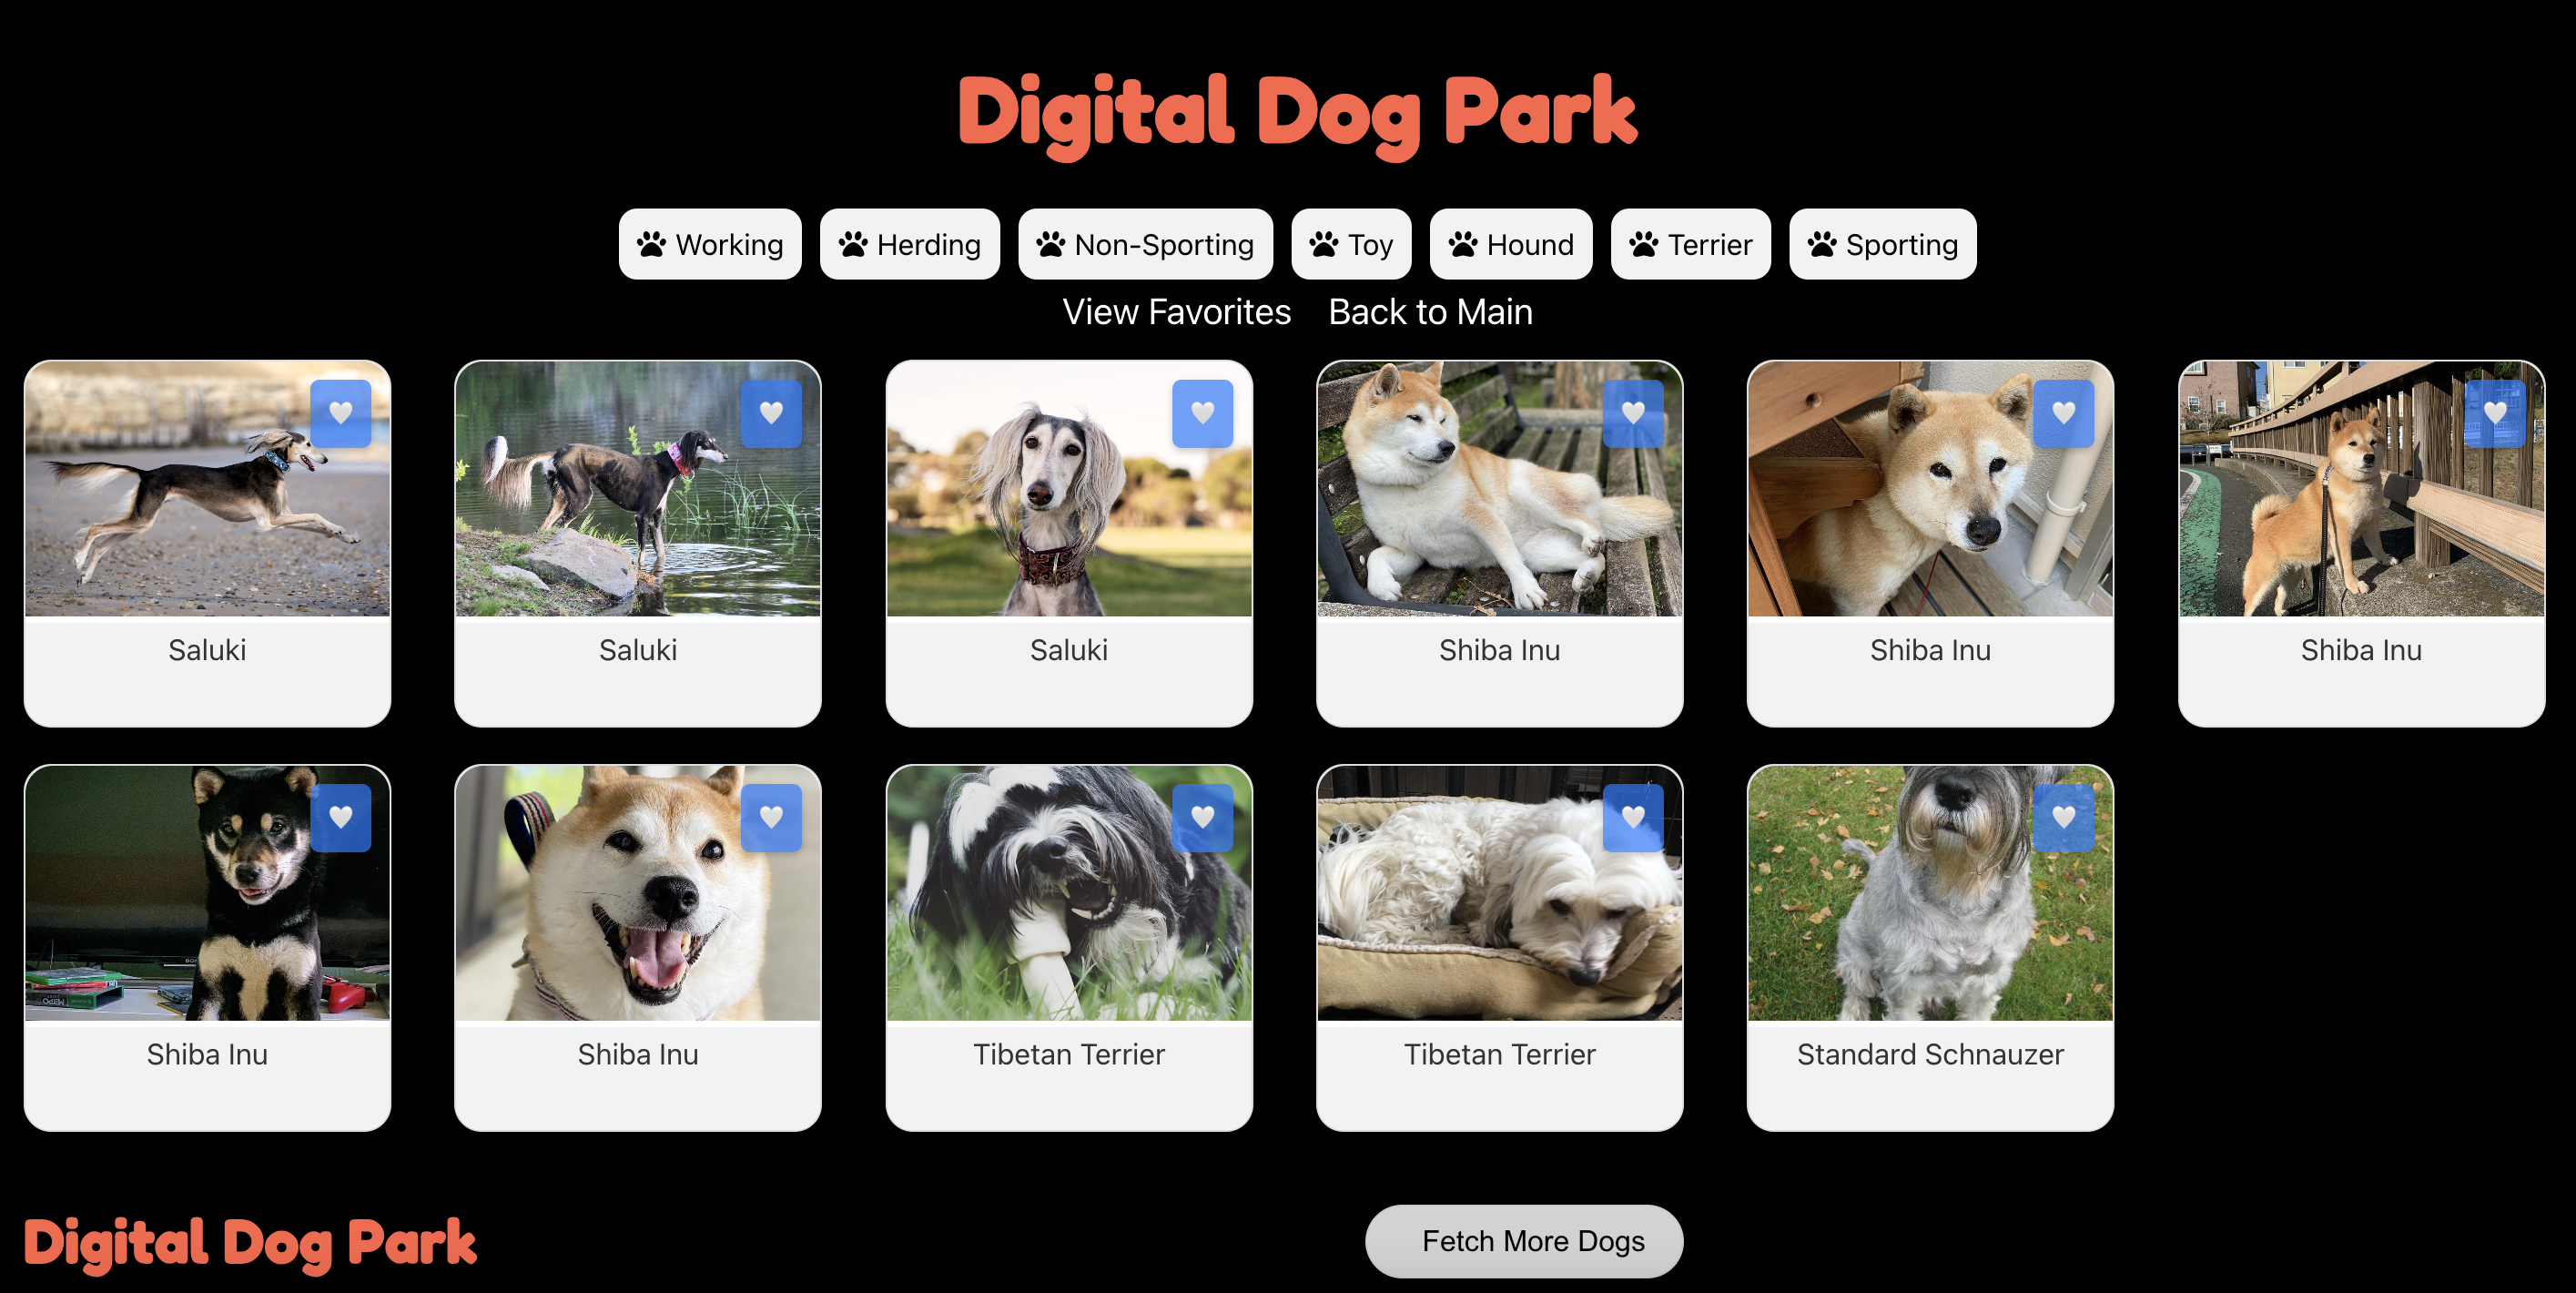 Digital Dog Park
Working Herding Non-Sporting Toy Hound Terrier Sporting
View Favorites Back to Main
Saluki Saluki Saluki Shiba Inu Shiba Inu Shiba Inu
Shiba Inu Shiba Inu Tibetan Terrier Tibetan Terrier Standard Schnauzer
Digital Dog Park Fetch More Dogs